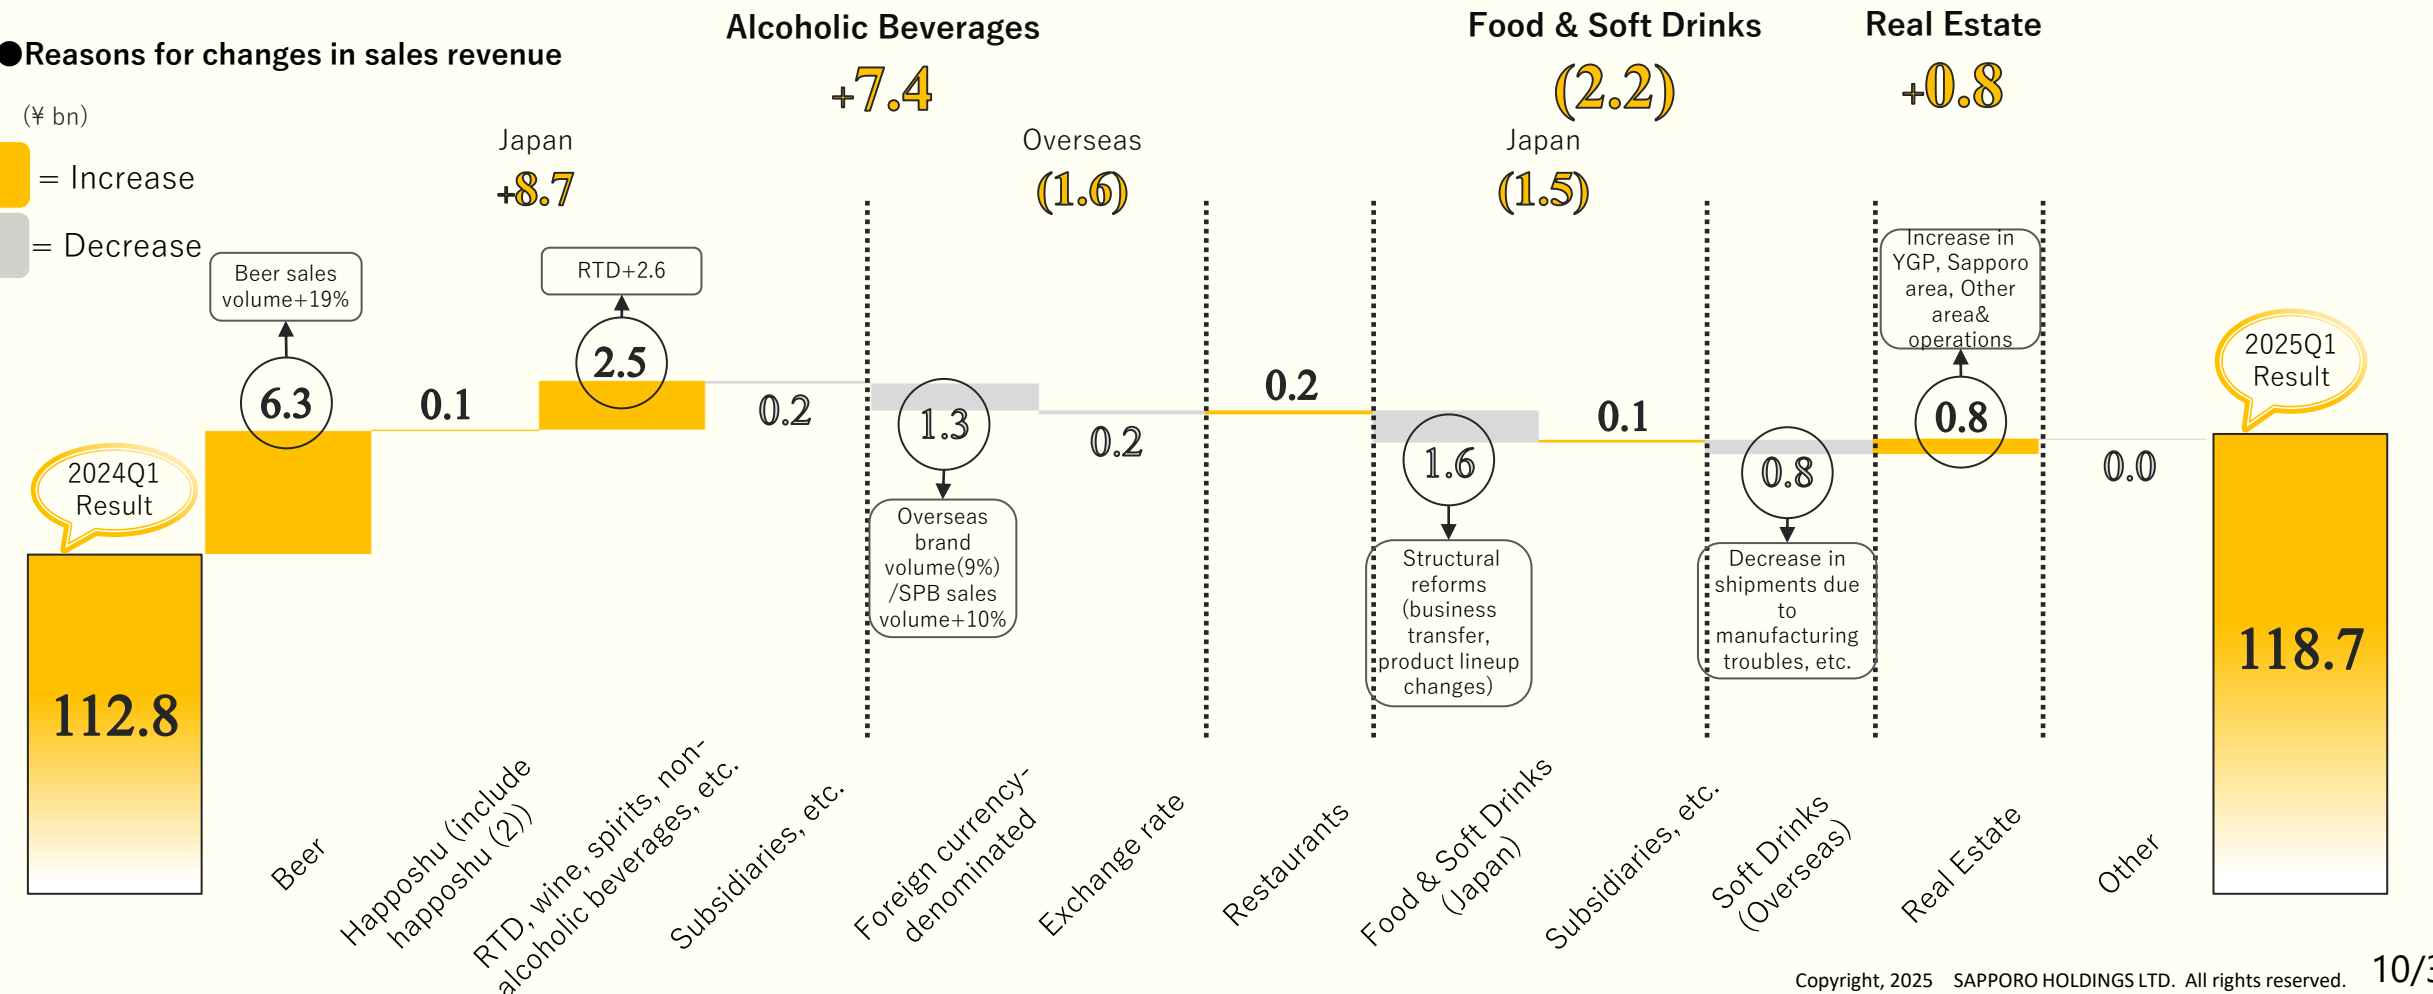 Alcoholic Beverages
Food & Soft Drinks
Real Estate
●Reasons for changes in sales revenue
+7.4
(2.2)
+0.8
(¥ bn)
Japan
Overseas
Japan
= Increase
+8.7
(1.6)
(1.5)
= Decrease
Beer sales
volume+19%
RTD+2.6
Increase in
YGP, Sapporo
area, Other
area&
operations
6.3
0.1
2.5
0.2
1.3
0.2
0.2
1.6
0.1
0.8
0.8
0.0
2024Q1
Result
2025Q1
Result
Overseas
brand
volume(9%)
/SPB sales
volume+10%
Structural
reforms
(business
transfer,
product lineup
changes)
Decrease in
shipments due
to
manufacturing
troubles, etc.
112.8
118.7
Beer
Happoshu (include
happoshu (2))
RTD, wine, spirits, non-
alcoholic beverages, etc.
Subsidiaries, etc.
Foreign currency-
denominated
Exchange rate
Restaurants
Food & Soft Drinks
(Japan)
Subsidiaries, etc.
Soft Drinks
(Overseas)
Real Estate
Other
Copyright, 2025 SAPPORO HOLDINGS LTD. All rights reserved.
10/3